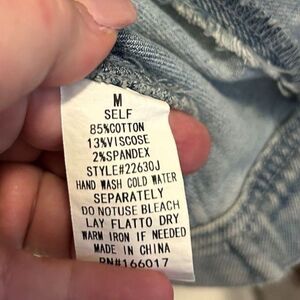 M
SELF
85%COTTON
13%VISCOSE
2%SPANDEX
STYLE#22630J
HAND WASH COLD WATER
SEPARATELY
DO NOTUSE BLEACH
LAY FLATTO DRY
WARM IRON IF NEEDED
MADE IN CHINA
RN#166017